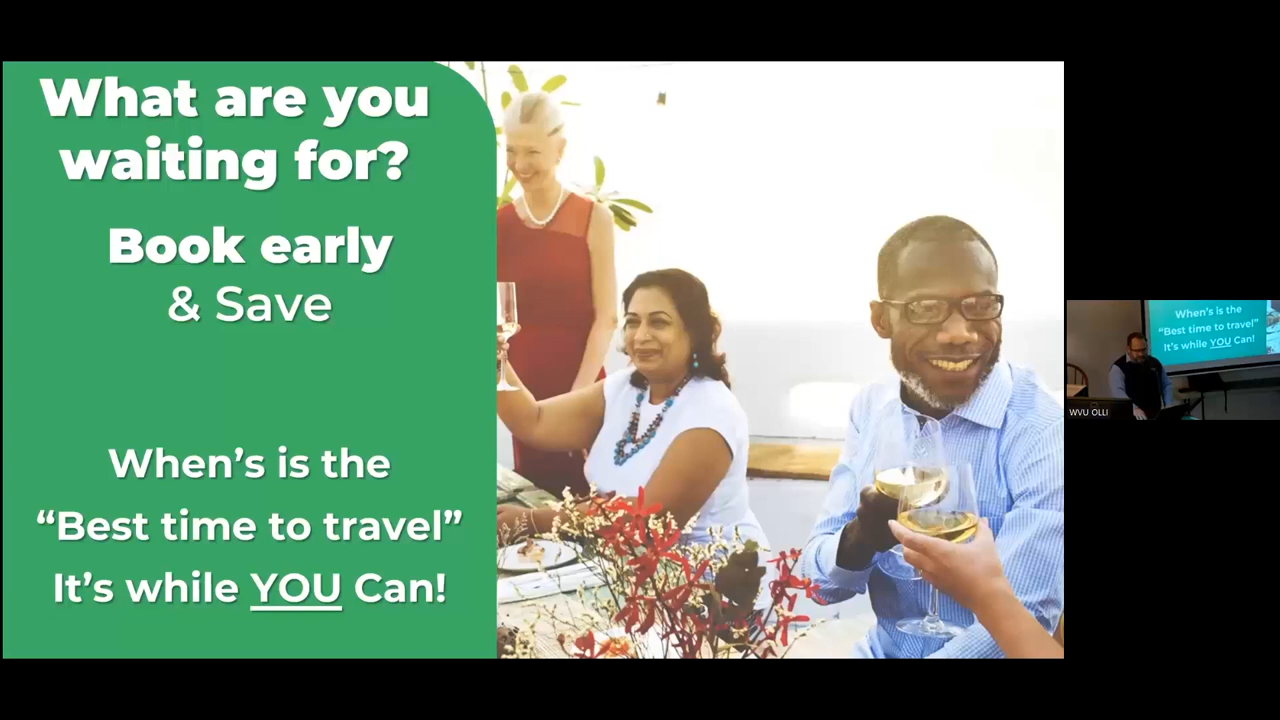 What are you
waiting for?
Book early
& Save
When's is the
“Best time to travel”
It's while YOU Can!
When's is the
“Best time to travel”
It's while YOU Can!
WVU OLLI